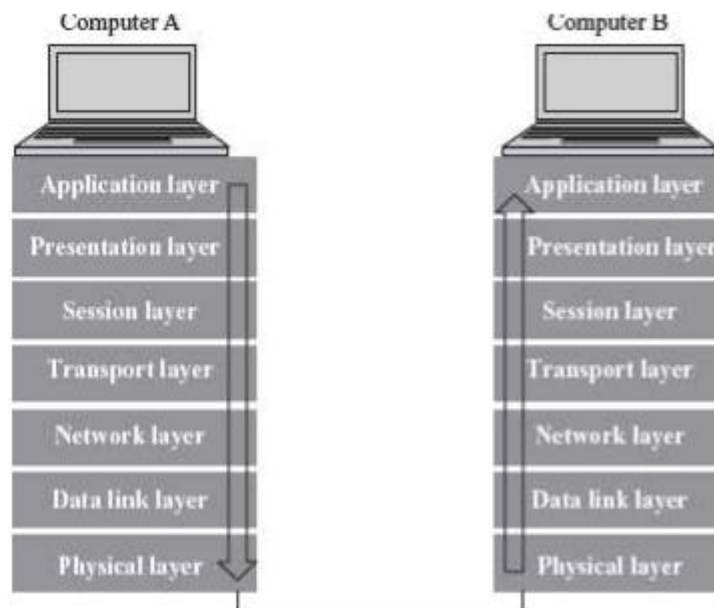 Computer A
Application layer
Presentation layer
Session layer
Transport layer
Network layer
Data link layer
Physical layer
Computer B
Application layer
Presentation layer
Session layer
Transport layer
Network layer
Data link layer
Physical layer